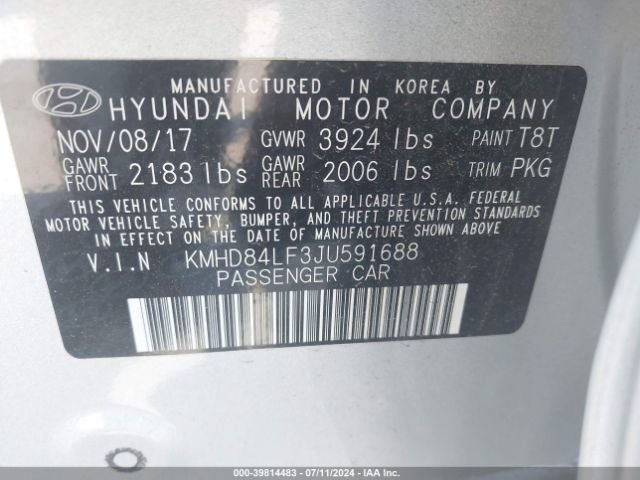 MANUFACTURED IN KOREA BY
HYUNDAI MOTOR COMPANY
NOV/08/17 GVWR 3924 lbs PAINT T8T
GAWR FRONT 2183 lbs GAWR REAR 2006 lbs TRIM PKG
THIS VEHICLE CONFORMS TO ALL APPLICABLE U.S.A. FEDERAL
MOTOR VEHICLE SAFETY, BUMPER, AND THEFT PREVENTION STANDARDS
IN EFFECT ON THE DATE OF MANUFACTURE SHOWN ABOVE.
V.I.N KMHD84LF3JU591688
PASSENGER CAR
000-39814483 - 07/11/2024 - IAA Inc.